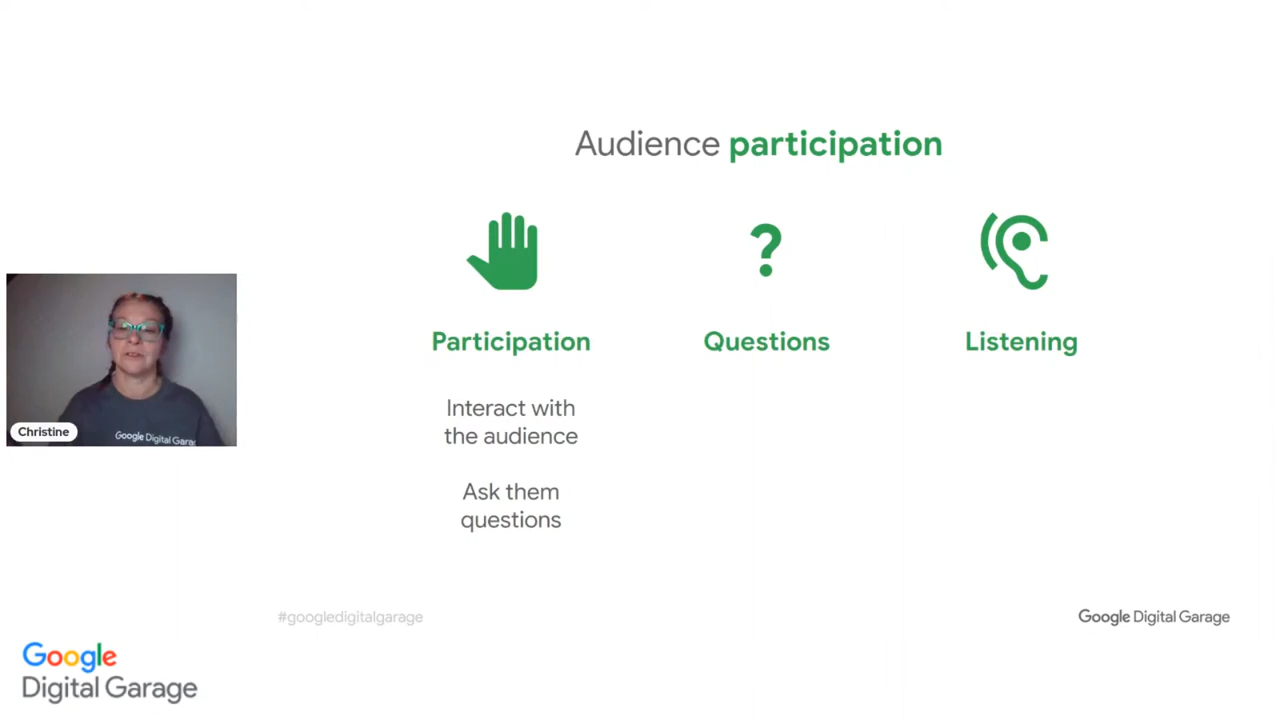 Audience participation
?
Participation
Questions
Listening
Interact with
the audience
Ask them
questions
Christine
Google Digital Garag
#googledigitalgarage
Google Digital Garage
Google
Digital Garage